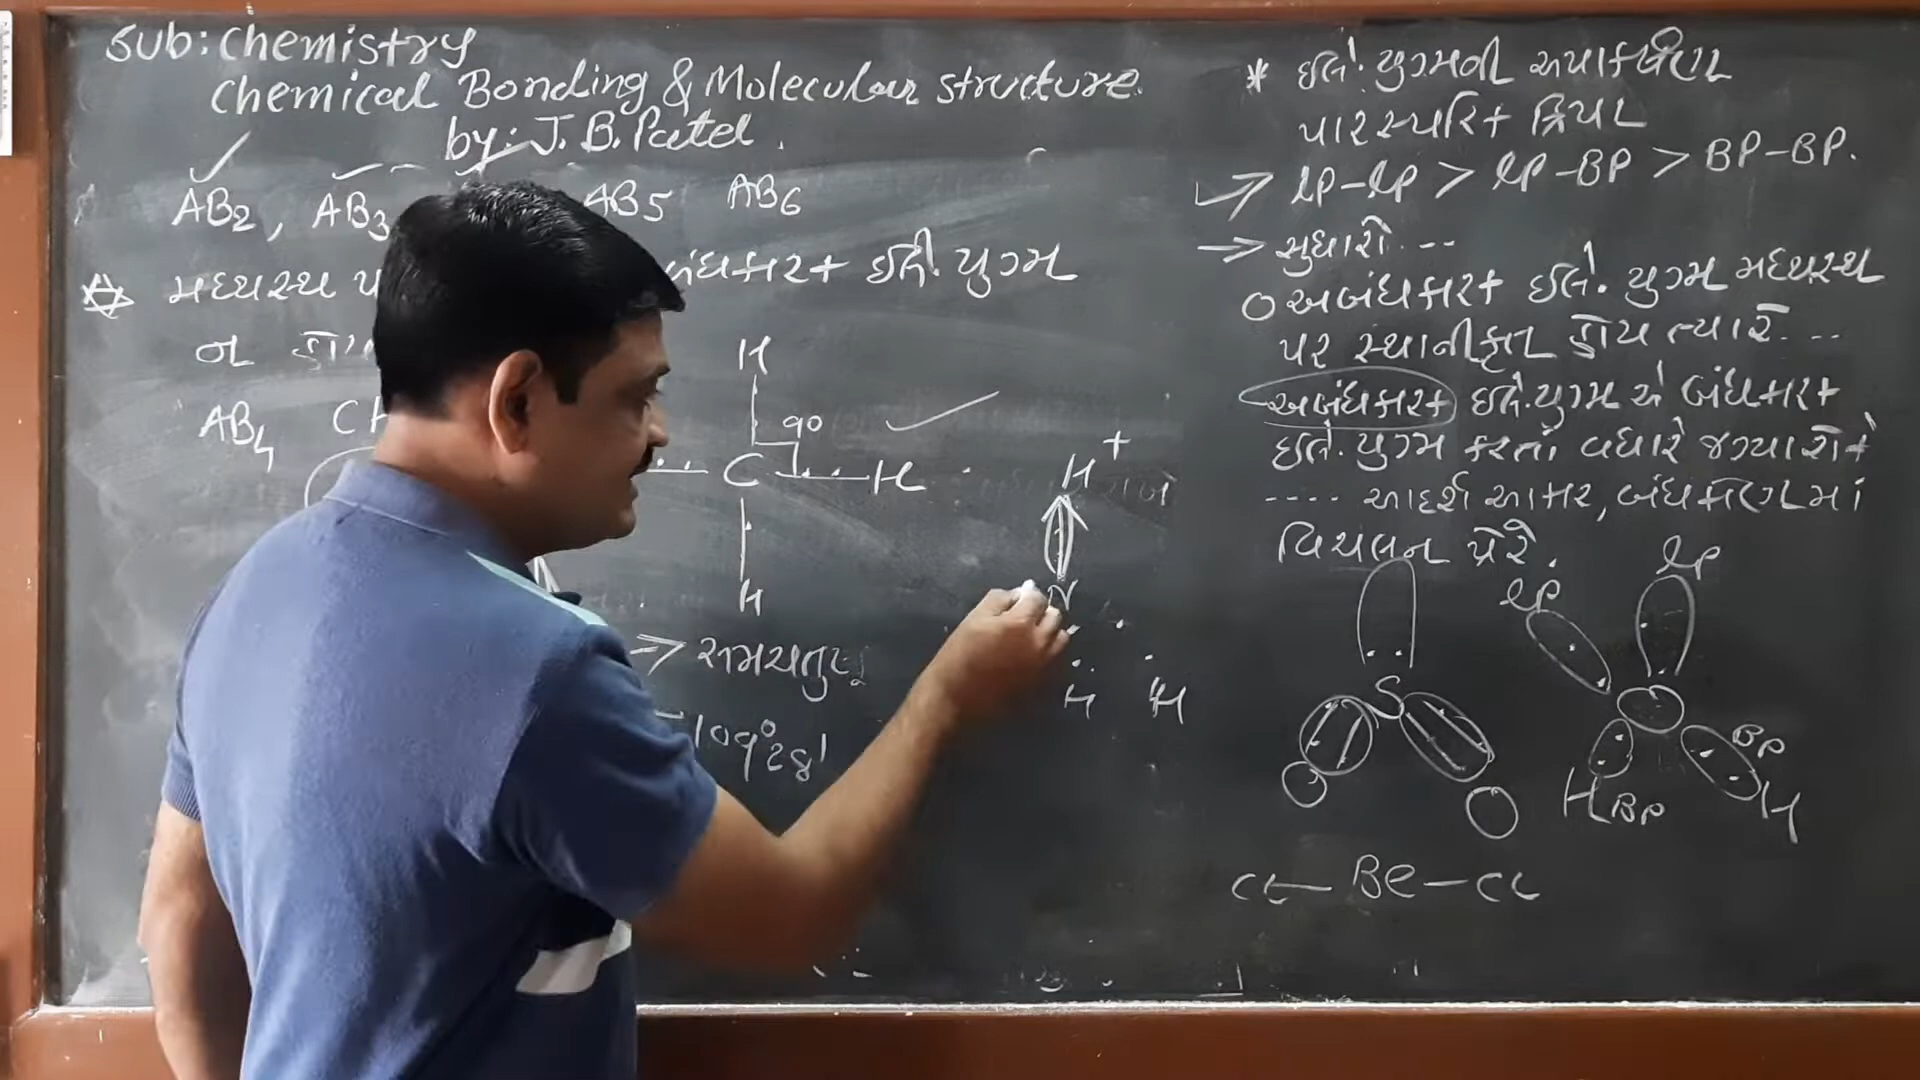 Sub: Chemistry
Chemical Bonding & Molecular structure
by: J. B. Patel.
AB2, AB3 AB5 AB6
મધ્યસ્થ બંધકારક ઈલે. યુગ્મ
ન
AB4
H
90
C H
H
→ સમચતુ
109°28'
H+
N
H H
* ઈલે. યુગ્મની અપાકર્ષણ
પારસ્પરિક ક્રિયા
→ lp-lp > lp-BP > BP-BP.
→ સુધારો. --
○ અબંધકારક ઈલે. યુગ્મ મધ્યસ્થ
પર સ્થાનીકૃત હોય ત્યારે. --
અબંધકારક ઈલે. યુગ્મ એ બંધકારક
ઈલે. યુગ્મ કરતાં વધારે જગ્યા રોકે
---- આદર્શ આકાર, બંધકોણમાં
વિચલન પ્રેરે.
lp lp
S
BP
H BP H
Cl — Be — Cl